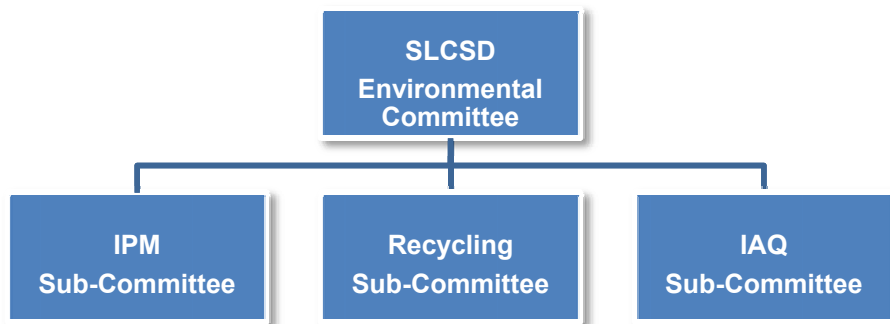 SLCSD
Environmental
Committee
IPM
Sub-Committee
Recycling
Sub-Committee
IAQ
Sub-Committee